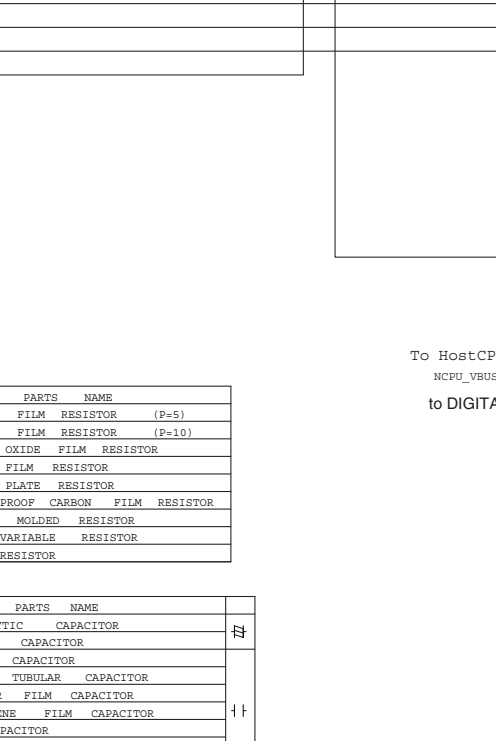 To HostCP
NCPU_VBUS
to DIGITA
PARTS NAME
FILM RESISTOR (P=5)
FILM RESISTOR (P=10)
OXIDE FILM RESISTOR
FILM RESISTOR
PLATE RESISTOR
PROOF CARBON FILM RESISTOR
MOLDED RESISTOR
VARIABLE RESISTOR
RESISTOR
PARTS NAME
TIC CAPACITOR
CAPACITOR
CAPACITOR
TUBULAR CAPACITOR
R FILM CAPACITOR
ENE FILM CAPACITOR
PACITOR